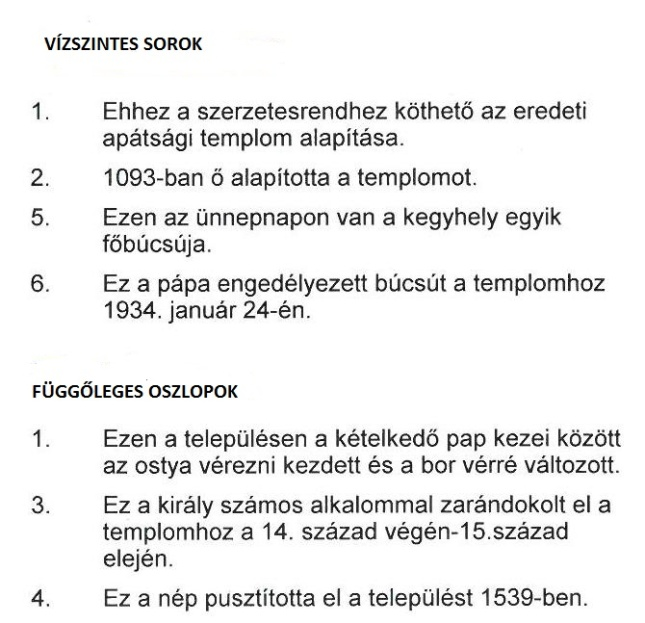 VÍZSZINTES SOROK
1. Ehhez a szerzetesrendhez köthető az eredeti
apátsági templom alapítása.
2. 1093-ban ő alapította a templomot.
5. Ezen az ünnepnapon van a kegyhely egyik
főbúcsúja.
6. Ez a pápa engedélyezett búcsút a templomhoz
1934. január 24-én.
FÜGGŐLEGES OSZLOPOK
1. Ezen a településen a kételkedő pap kezei között
az ostya vérezni kezdett és a bor vérré változott.
3. Ez a király számos alkalommal zarándokolt el a
templomhoz a 14. század végén-15.század
elején.
4. Ez a nép pusztította el a települést 1539-ben.